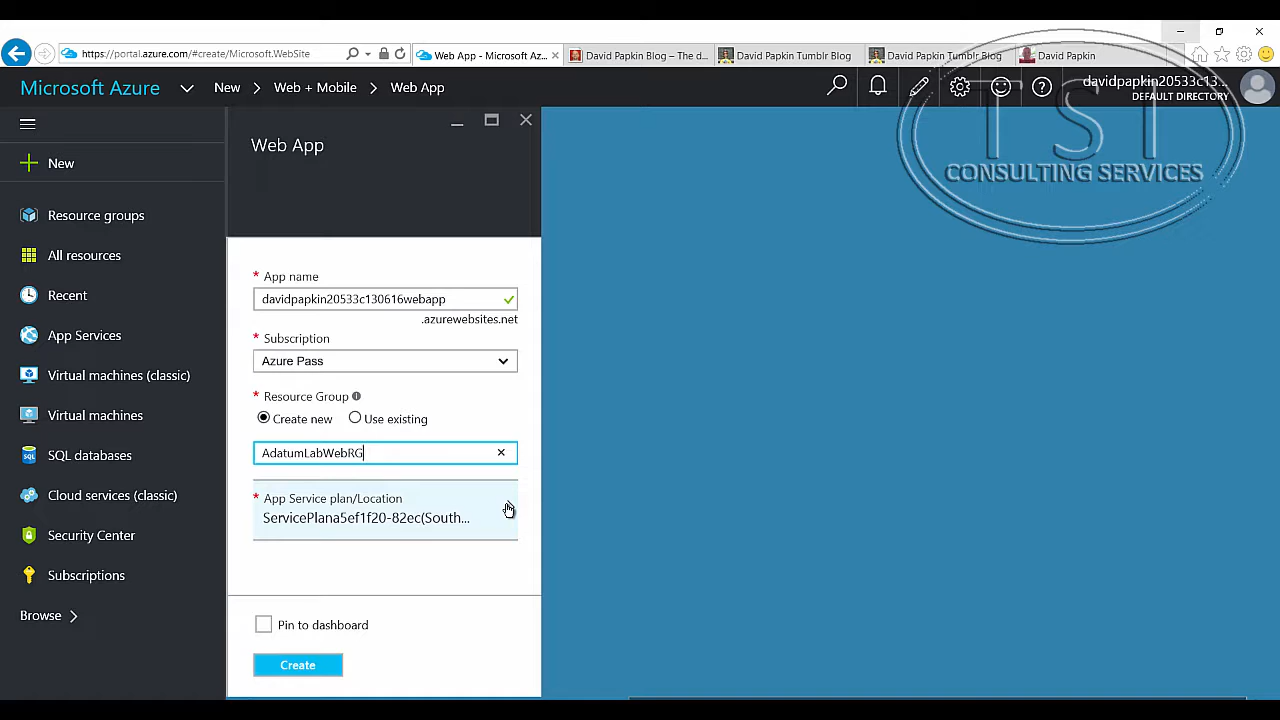 https://portal.azure.com/#create/Microsoft.WebSite
Web App - Microsoft Az...
David Papkin Blog – The d...
David Papkin Tumblr Blog
David Papkin Tumblr Blog
David Papkin
Microsoft Azure
New
Web + Mobile
Web App
davidpapkin20533c13...
DEFAULT DIRECTORY
TST
CONSULTING SERVICES
New
Resource groups
All resources
Recent
App Services
Virtual machines (classic)
Virtual machines
SQL databases
Cloud services (classic)
Security Center
Subscriptions
Browse
Web App
* App name
davidpapkin20533c130616webapp
.azurewebsites.net
* Subscription
Azure Pass
* Resource Group
Create new
Use existing
AdatumLabWebRG
* App Service plan/Location
ServicePlana5ef1f20-82ec(South...
Pin to dashboard
Create